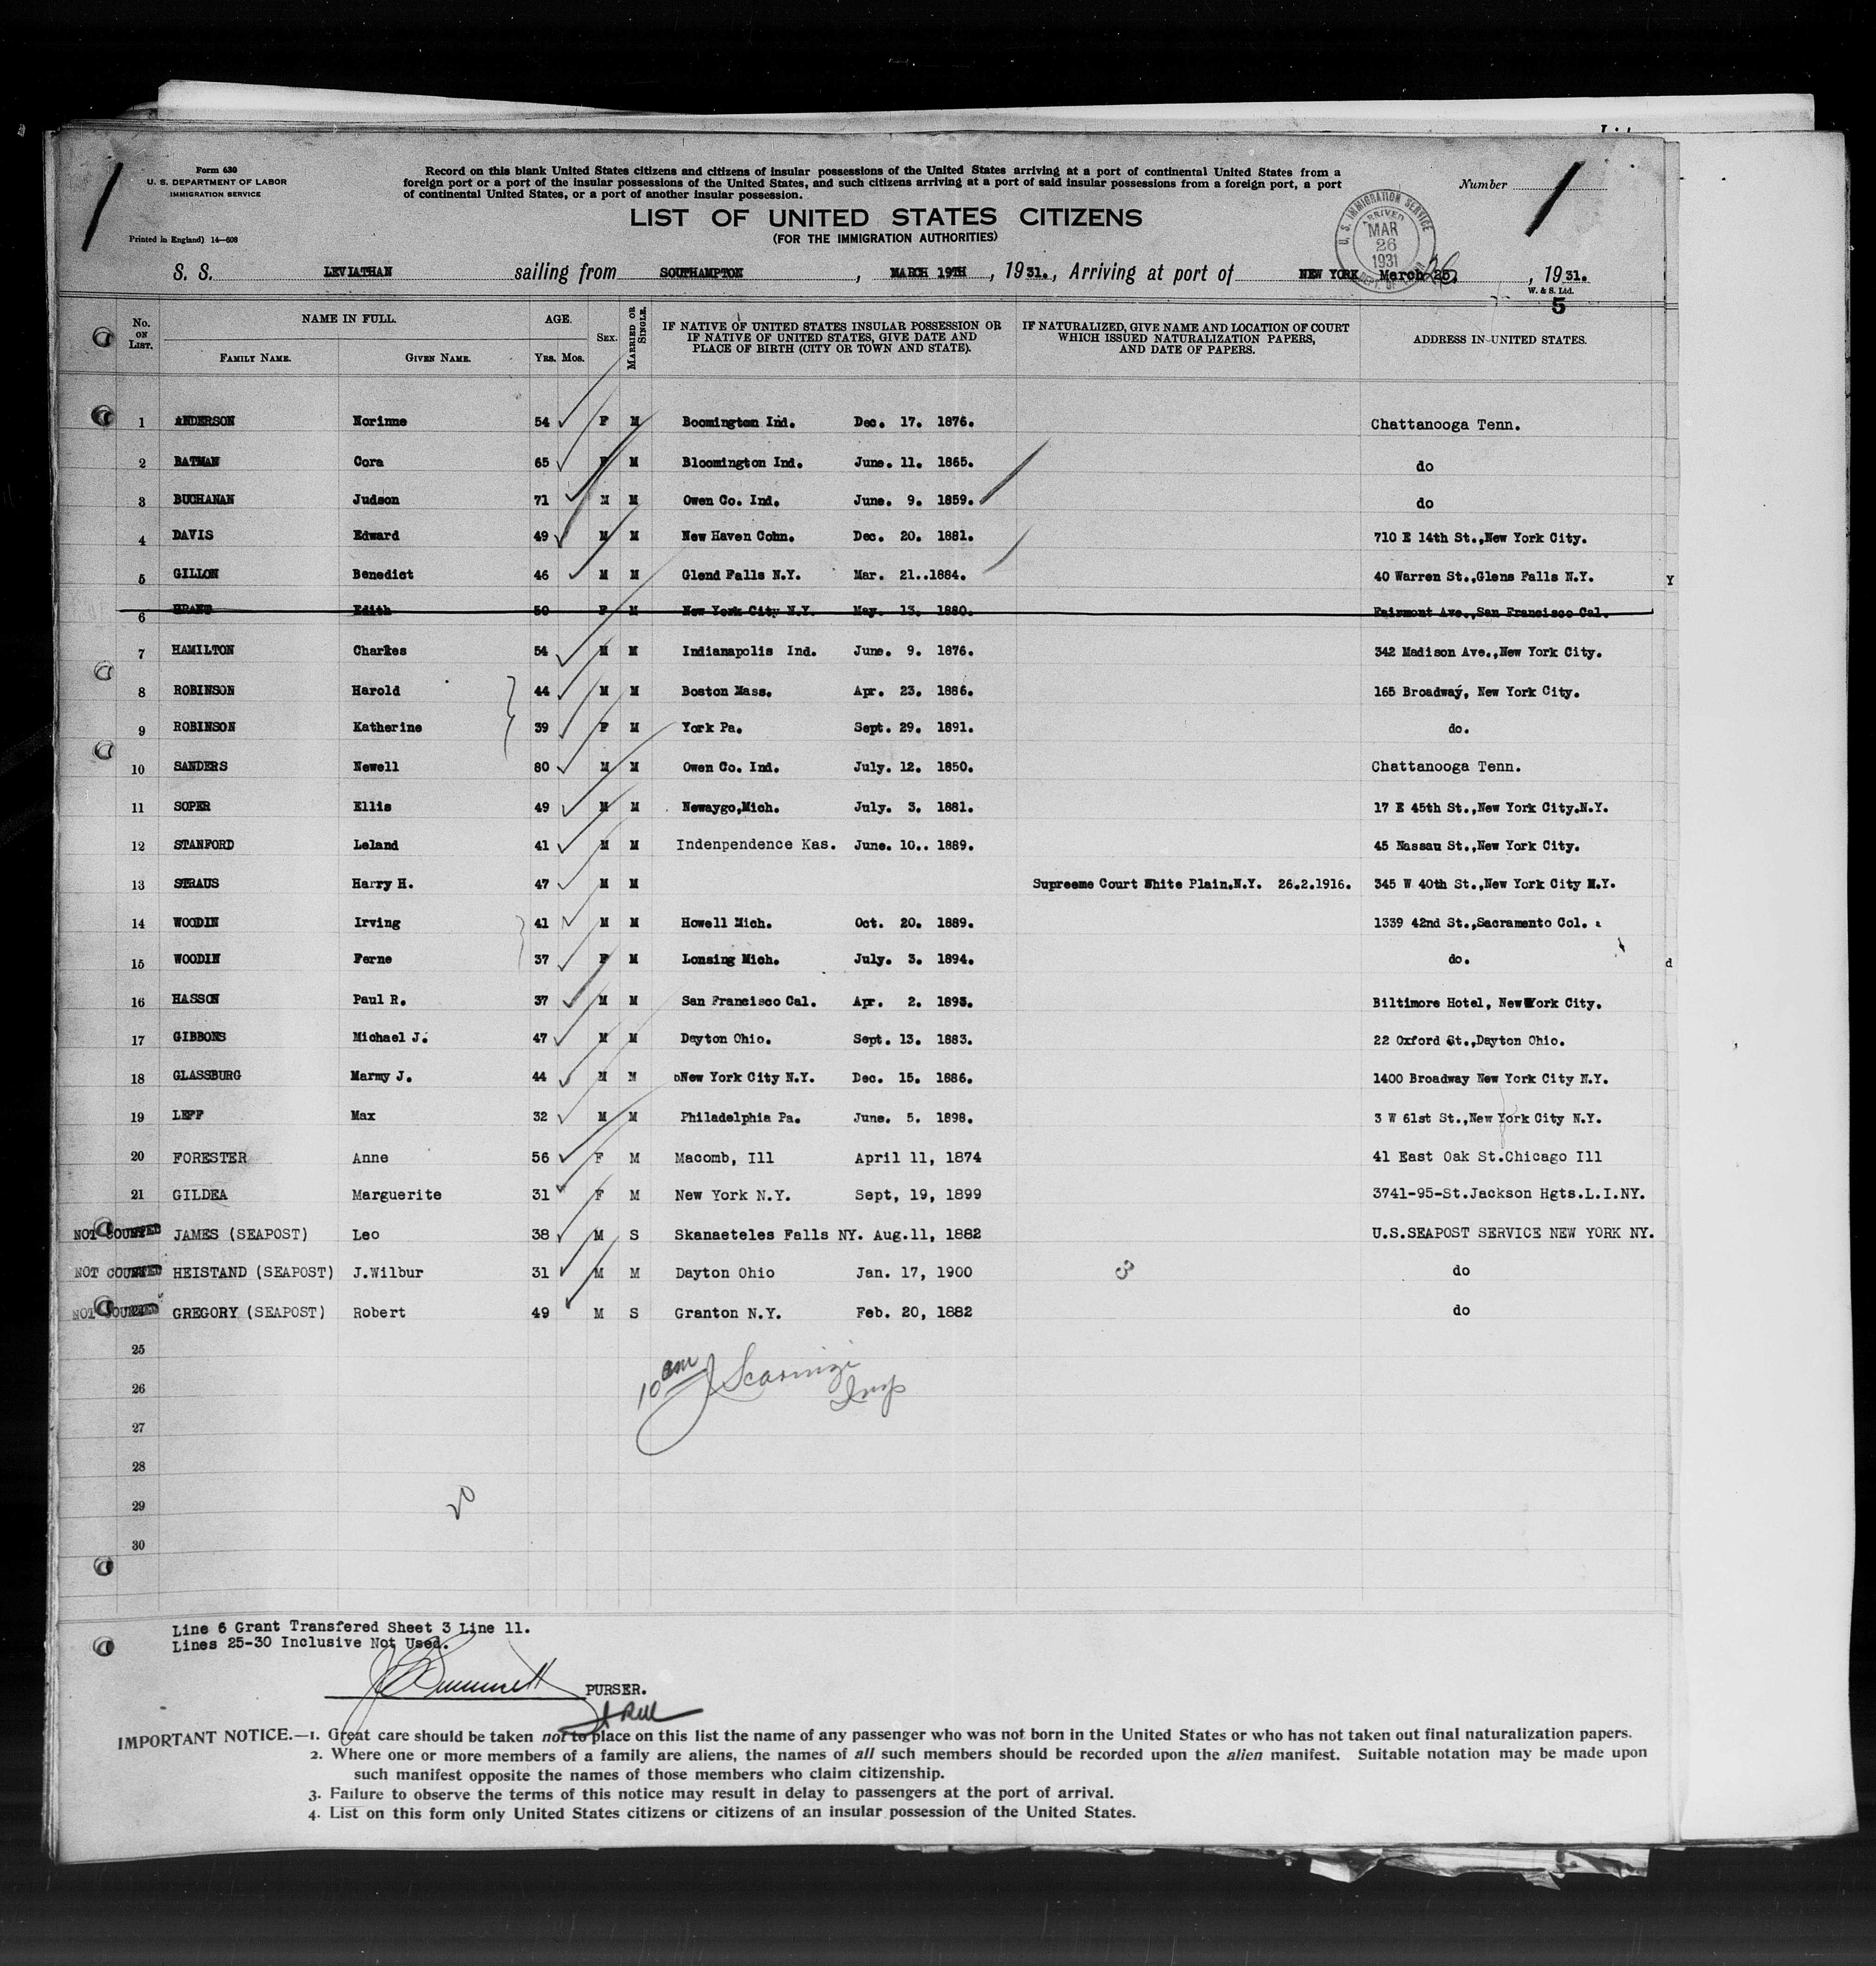 Form 630
U. S. DEPARTMENT OF LABOR
IMMIGRATION SERVICE
Printed in England) 14—608
Record on this blank United States citizens and citizens of insular possessions of the United States arriving at a port of continental United States from a
foreign port or a port of the insular possessions of the United States, and such citizens arriving at a port of said insular possessions from a foreign port, a port
of continental United States, or a port of another insular possession.
Number
LIST OF UNITED STATES CITIZENS
(FOR THE IMMIGRATION AUTHORITIES)
U. S. IMMIGRATION SERVICE
ARRIVED
MAR
26
1931
S. S. LEVIATHAN sailing from SOUTHAMPTON, MARCH 19TH, 1931., Arriving at port of NEW YORK March 25, 26, 1931.
W. & S. Ltd.
5
No. ON LIST. NAME IN FULL. FAMILY NAME. GIVEN NAME. AGE. YRS. MOS. SEX. MARRIED OR SINGLE. IF NATIVE OF UNITED STATES INSULAR POSSESSION OR IF NATIVE OF UNITED STATES, GIVE DATE AND PLACE OF BIRTH (CITY OR TOWN AND STATE). IF NATURALIZED, GIVE NAME AND LOCATION OF COURT WHICH ISSUED NATURALIZATION PAPERS, AND DATE OF PAPERS. ADDRESS IN UNITED STATES.
1 ANDERSON Norinne 54 F M Boomington Ind. Dec. 17. 1876. Chattanooga Tenn.
2 BATMAN Cora 65 F M Bloomington Ind. June. 11. 1865. do
3 BUCHANAN Judson 71 M M Owen Co. Ind. June. 9. 1859. do
4 DAVIS Edward 49 M M New Haven Conn. Dec. 20. 1881. 710 E 14th St.,New York City.
5 GILLON Benedict 46 M M Glend Falls N.Y. Mar. 21..1884. 40 Warren St.,Glens Falls N.Y. Y
6 GRANT Edith 50 F M New York City N.Y. May. 13. 1880. Fairmont Ave.,San Francisco Cal.
7 HAMILTON Charles 54 M M Indianapolis Ind. June. 9. 1876. 342 Madison Ave.,New York City.
8 ROBINSON Harold 44 M M Boston Mass. Apr. 23. 1886. 165 Broadway, New York City.
9 ROBINSON Katherine 39 F M York Pa. Sept. 29. 1891. do.
10 SANDERS Newell 80 M M Owen Co. Ind. July. 12. 1850. Chattanooga Tenn.
11 SOPER Ellis 49 M M Newaygo,Mich. July. 3. 1881. 17 E 45th St.,New York City.N.Y.
12 STANFORD Leland 41 M M Indenpendence Kas. June. 10.. 1889. 45 Nassau St.,New York City.
13 STRAUS Harry H. 47 M M Supreeme Court White Plain.N.Y. 26.2.1916. 345 W 40th St.,New York City N.Y.
14 WOODIN Irving 41 M M Howell Mich. Oct. 20. 1889. 1339 42nd St.,Sacramento Col.
15 WOODIN Ferne 37 F M Lonsing Mich. July. 3. 1894. do. d
16 HASSON Paul R. 37 M M San Francisco Cal. Apr. 2. 1893. Biltimore Hotel, New York City.
17 GIBBONS Michael J. 47 M M Dayton Ohio. Sept. 13. 1883. 22 Oxford St.,Dayton Ohio.
18 GLASSBURG Marmy J. 44 M M New York City N.Y. Dec. 15. 1886. 1400 Broadway New York City N.Y.
19 LEFF Max 32 M M Philadelphia Pa. June. 5. 1898. 3 W 61st St.,New York City N.Y.
20 FORESTER Anne 56 F M Macomb, Ill April 11, 1874 41 East Oak St.Chicago Ill
21 GILDEA Marguerite 31 F M New York N.Y. Sept, 19, 1899 3741-95-St.Jackson Hgts.L.I.NY.
NOT COUNTED JAMES (SEAPOST) Leo 38 M S Skanaeteles Falls NY. Aug.11, 1882 U.S.SEAPOST SERVICE NEW YORK NY.
NOT COUNTED HEISTAND (SEAPOST) J.Wilbur 31 M M Dayton Ohio Jan. 17, 1900 3 do
NOT COUNTED GREGORY (SEAPOST) Robert 49 M S Granton N.Y. Feb. 20, 1882 do
25
26
10 am J Scarinzi
Insp
27
28
29
20
30
Line 6 Grant Transfered Sheet 3 Line 11.
Lines 25-30 Inclusive Not Used.
PURSER.
IMPORTANT NOTICE.—1. Great care should be taken not to place on this list the name of any passenger who was not born in the United States or who has not taken out final naturalization papers.
2. Where one or more members of a family are aliens, the names of all such members should be recorded upon the alien manifest. Suitable notation may be made upon
such manifest opposite the names of those members who claim citizenship.
3. Failure to observe the terms of this notice may result in delay to passengers at the port of arrival.
4. List on this form only United States citizens or citizens of an insular possession of the United States.